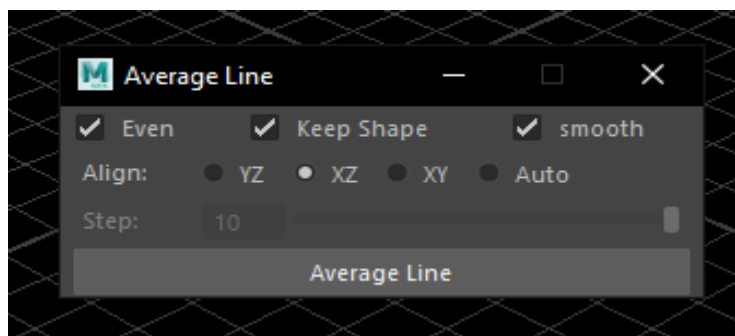 Average Line
Even Keep Shape smooth
Align: YZ XZ XY Auto
Step: 10
Average Line